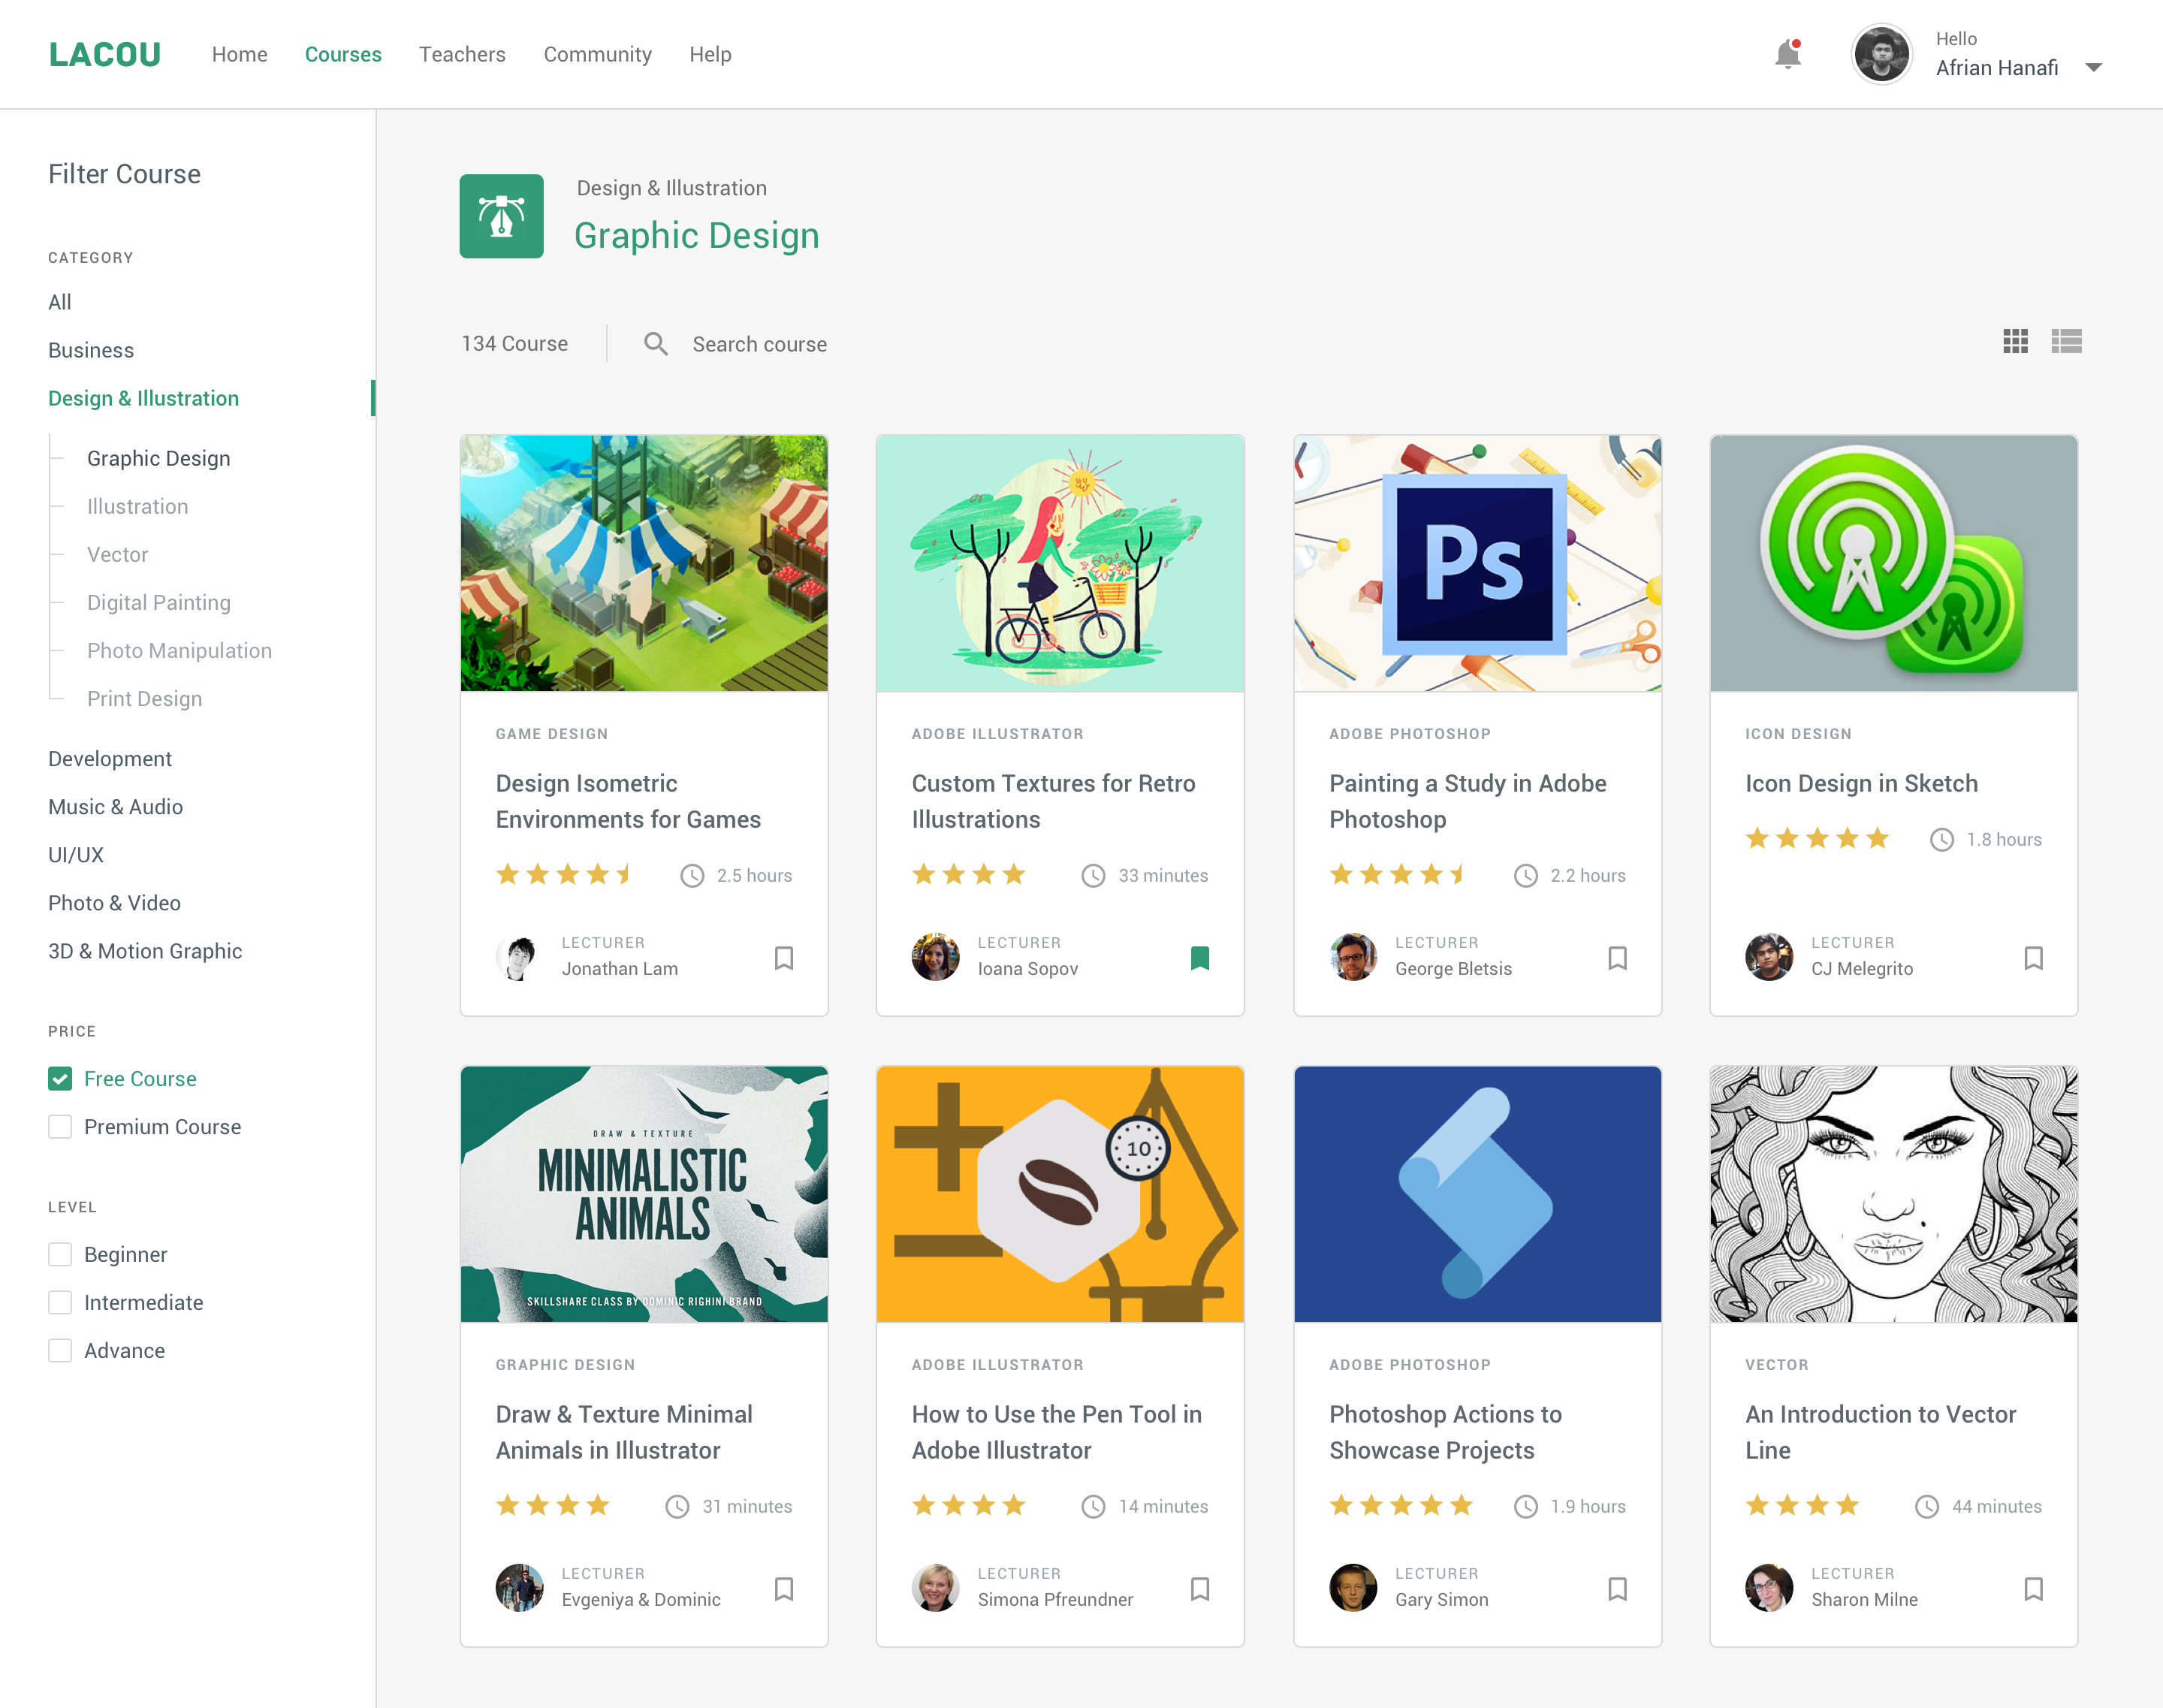 LACOU
Home
Courses
Teachers
Community
Help
Hello
Afrian Hanafi
Filter Course
CATEGORY
All
Business
Design & Illustration
Graphic Design
Illustration
Vector
Digital Painting
Photo Manipulation
Print Design
Development
Music & Audio
UI/UX
Photo & Video
3D & Motion Graphic
PRICE
Free Course
Premium Course
LEVEL
Beginner
Intermediate
Advance
Design & Illustration
Graphic Design
134 Course
Search course
GAME DESIGN
Design Isometric
Environments for Games
2.5 hours
LECTURER
Jonathan Lam
ADOBE ILLUSTRATOR
Custom Textures for Retro
Illustrations
33 minutes
LECTURER
Ioana Sopov
Ps
ADOBE PHOTOSHOP
Painting a Study in Adobe
Photoshop
2.2 hours
LECTURER
George Bletsis
ICON DESIGN
Icon Design in Sketch
1.8 hours
LECTURER
CJ Melegrito
DRAW & TEXTURE
MINIMALISTIC
ANIMALS
SKILLSHARE CLASS BY DOMINIC RIGHINI BRAND
GRAPHIC DESIGN
Draw & Texture Minimal
Animals in Illustrator
31 minutes
LECTURER
Evgeniya & Dominic
10
ADOBE ILLUSTRATOR
How to Use the Pen Tool in
Adobe Illustrator
14 minutes
LECTURER
Simona Pfreundner
ADOBE PHOTOSHOP
Photoshop Actions to
Showcase Projects
1.9 hours
LECTURER
Gary Simon
VECTOR
An Introduction to Vector
Line
44 minutes
LECTURER
Sharon Milne